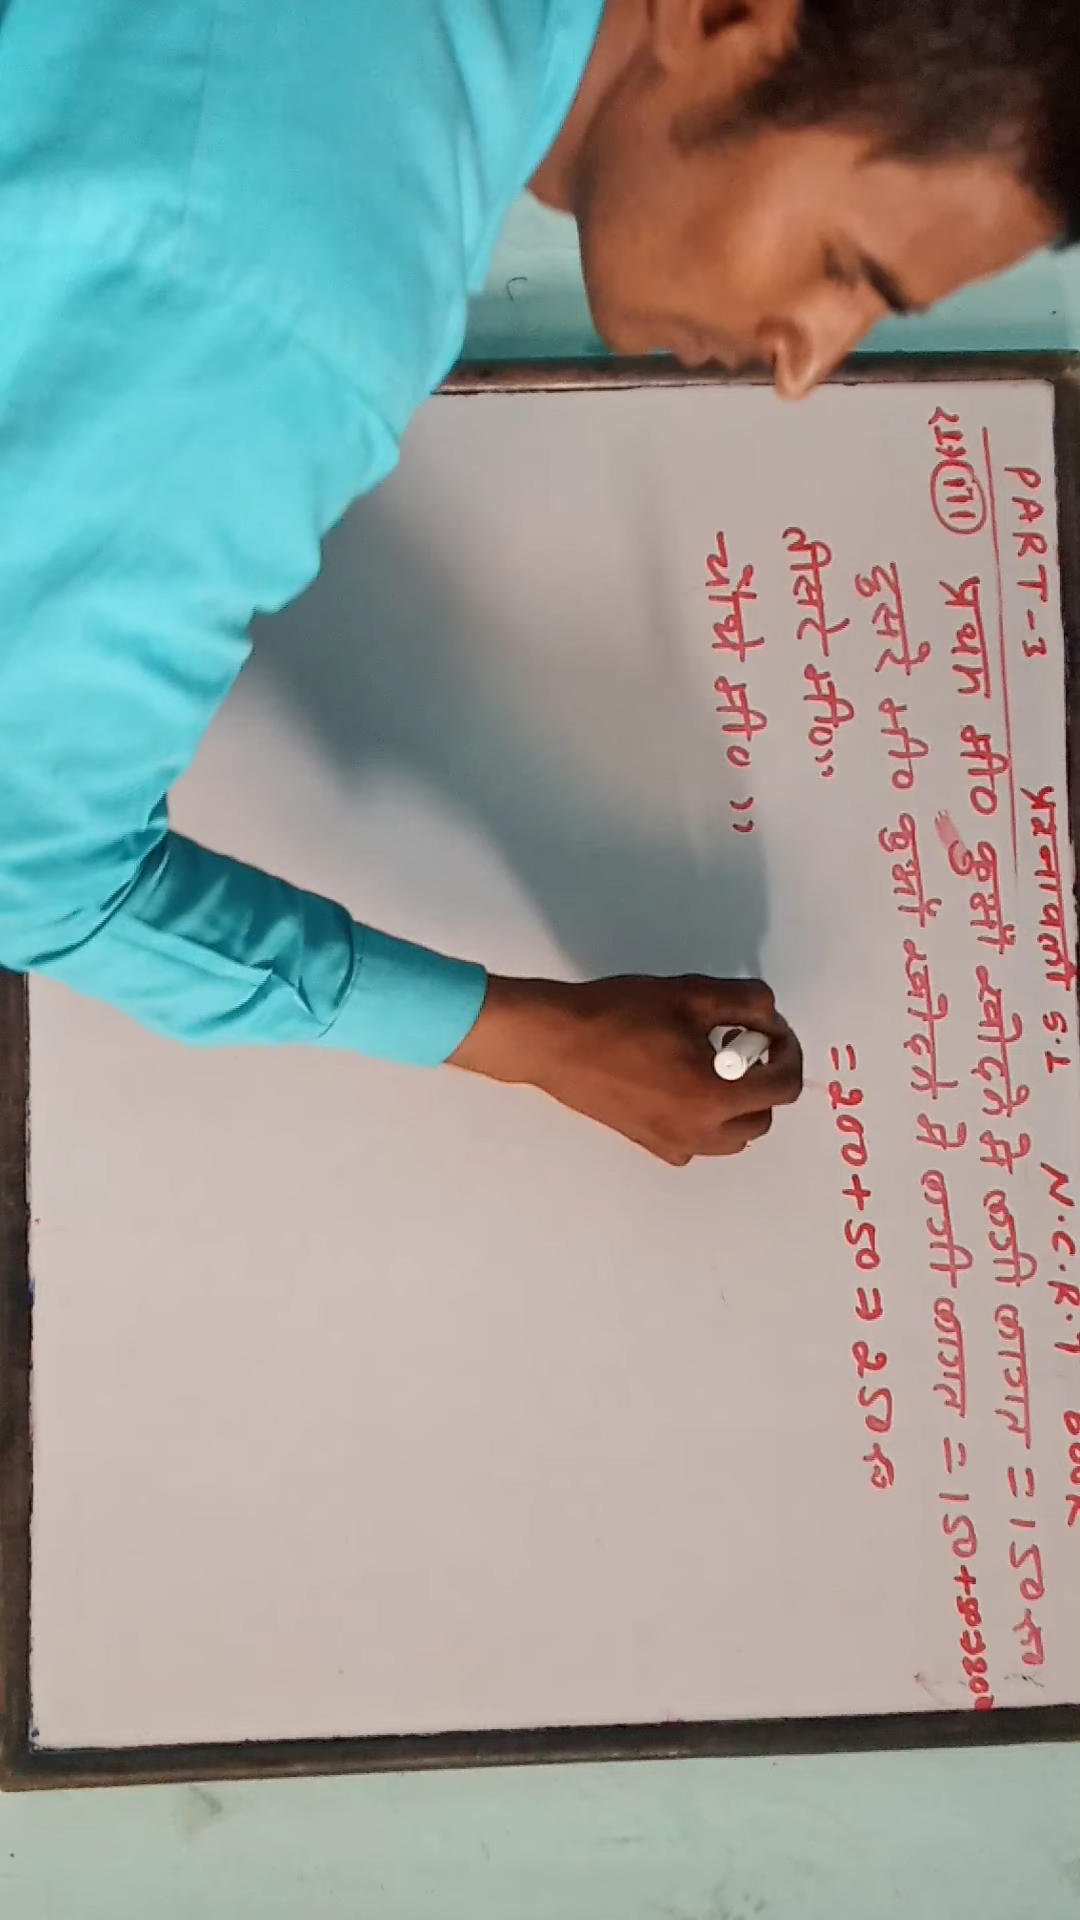 PART-3 प्रश्नावली 5.1 N.C.R.T BOOK
(iii) प्रथम मी० कुआँ खोदने मे लगी लागत = 150 रू
दुसरे मी० कुआँ खोदने मे लगी लागत = 150+50=200
तीसरे मी० " = 200+50=250 रू
चौथे मी० "